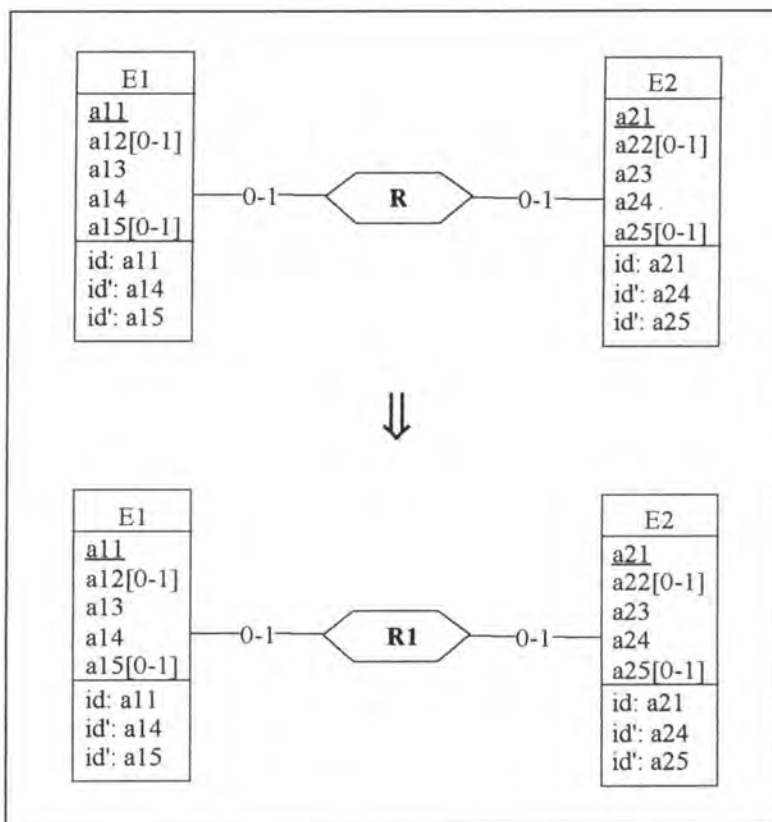 E1
a11
a12[0-1]
a13
a14
a15[0-1]
id: a11
id': a14
id': a15
0-1
R
0-1
E2
a21
a22[0-1]
a23
a24
a25[0-1]
id: a21
id': a24
id': a25
⇓
E1
a11
a12[0-1]
a13
a14
a15[0-1]
id: a11
id': a14
id': a15
0-1
R1
0-1
E2
a21
a22[0-1]
a23
a24
a25[0-1]
id: a21
id': a24
id': a25